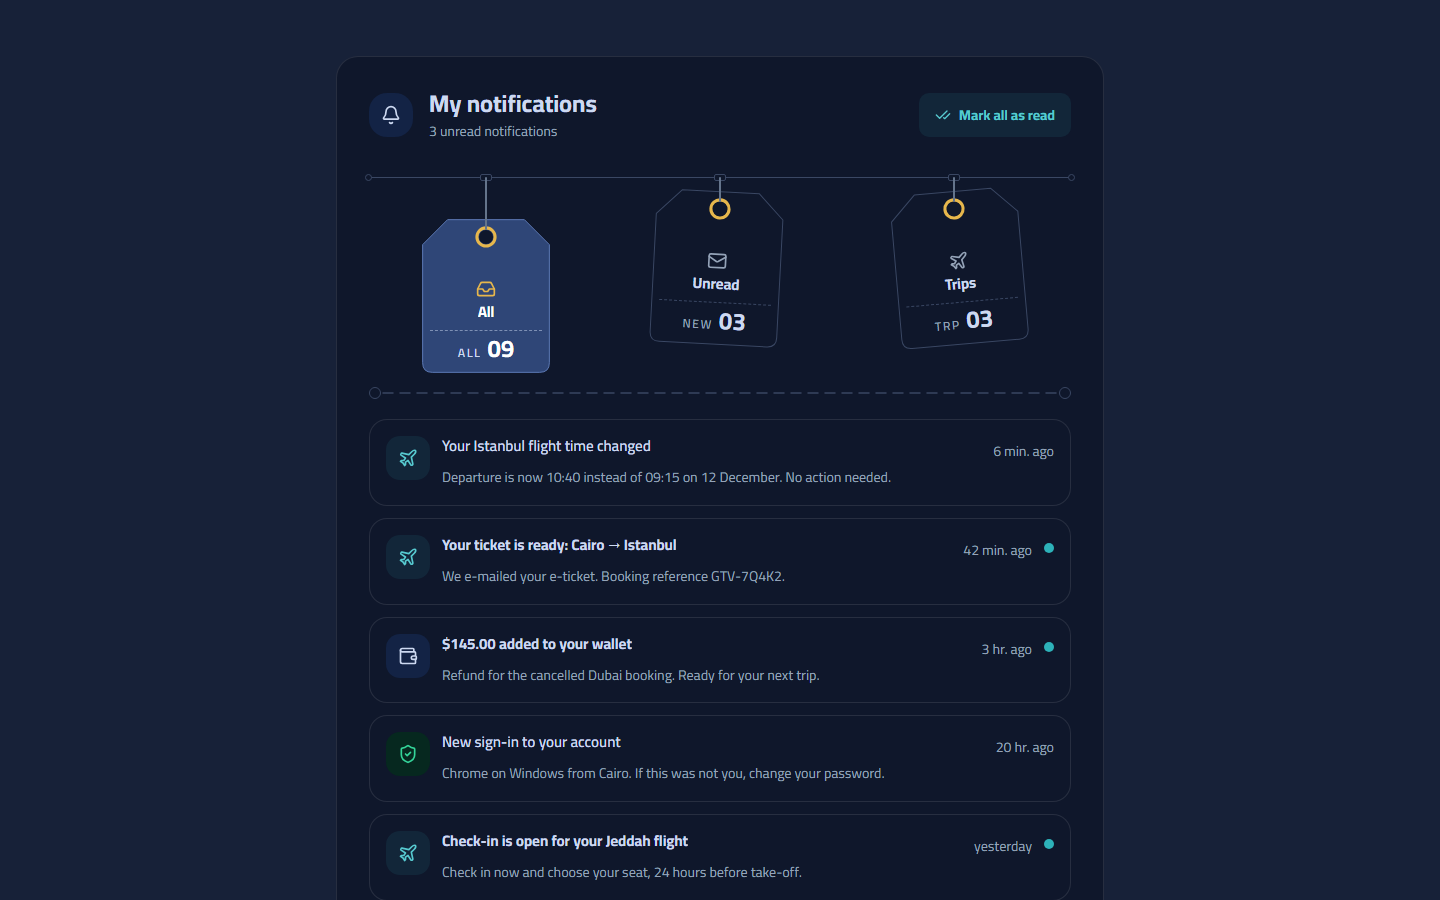 My notifications
3 unread notifications
Mark all as read
All
ALL 09
Unread
NEW 03
Trips
TRP 03
Your Istanbul flight time changed
6 min. ago
Departure is now 10:40 instead of 09:15 on 12 December. No action needed.
Your ticket is ready: Cairo → Istanbul
42 min. ago
We e-mailed your e-ticket. Booking reference GTV-7Q4K2.
$145.00 added to your wallet
3 hr. ago
Refund for the cancelled Dubai booking. Ready for your next trip.
New sign-in to your account
20 hr. ago
Chrome on Windows from Cairo. If this was not you, change your password.
Check-in is open for your Jeddah flight
yesterday
Check in now and choose your seat, 24 hours before take-off.